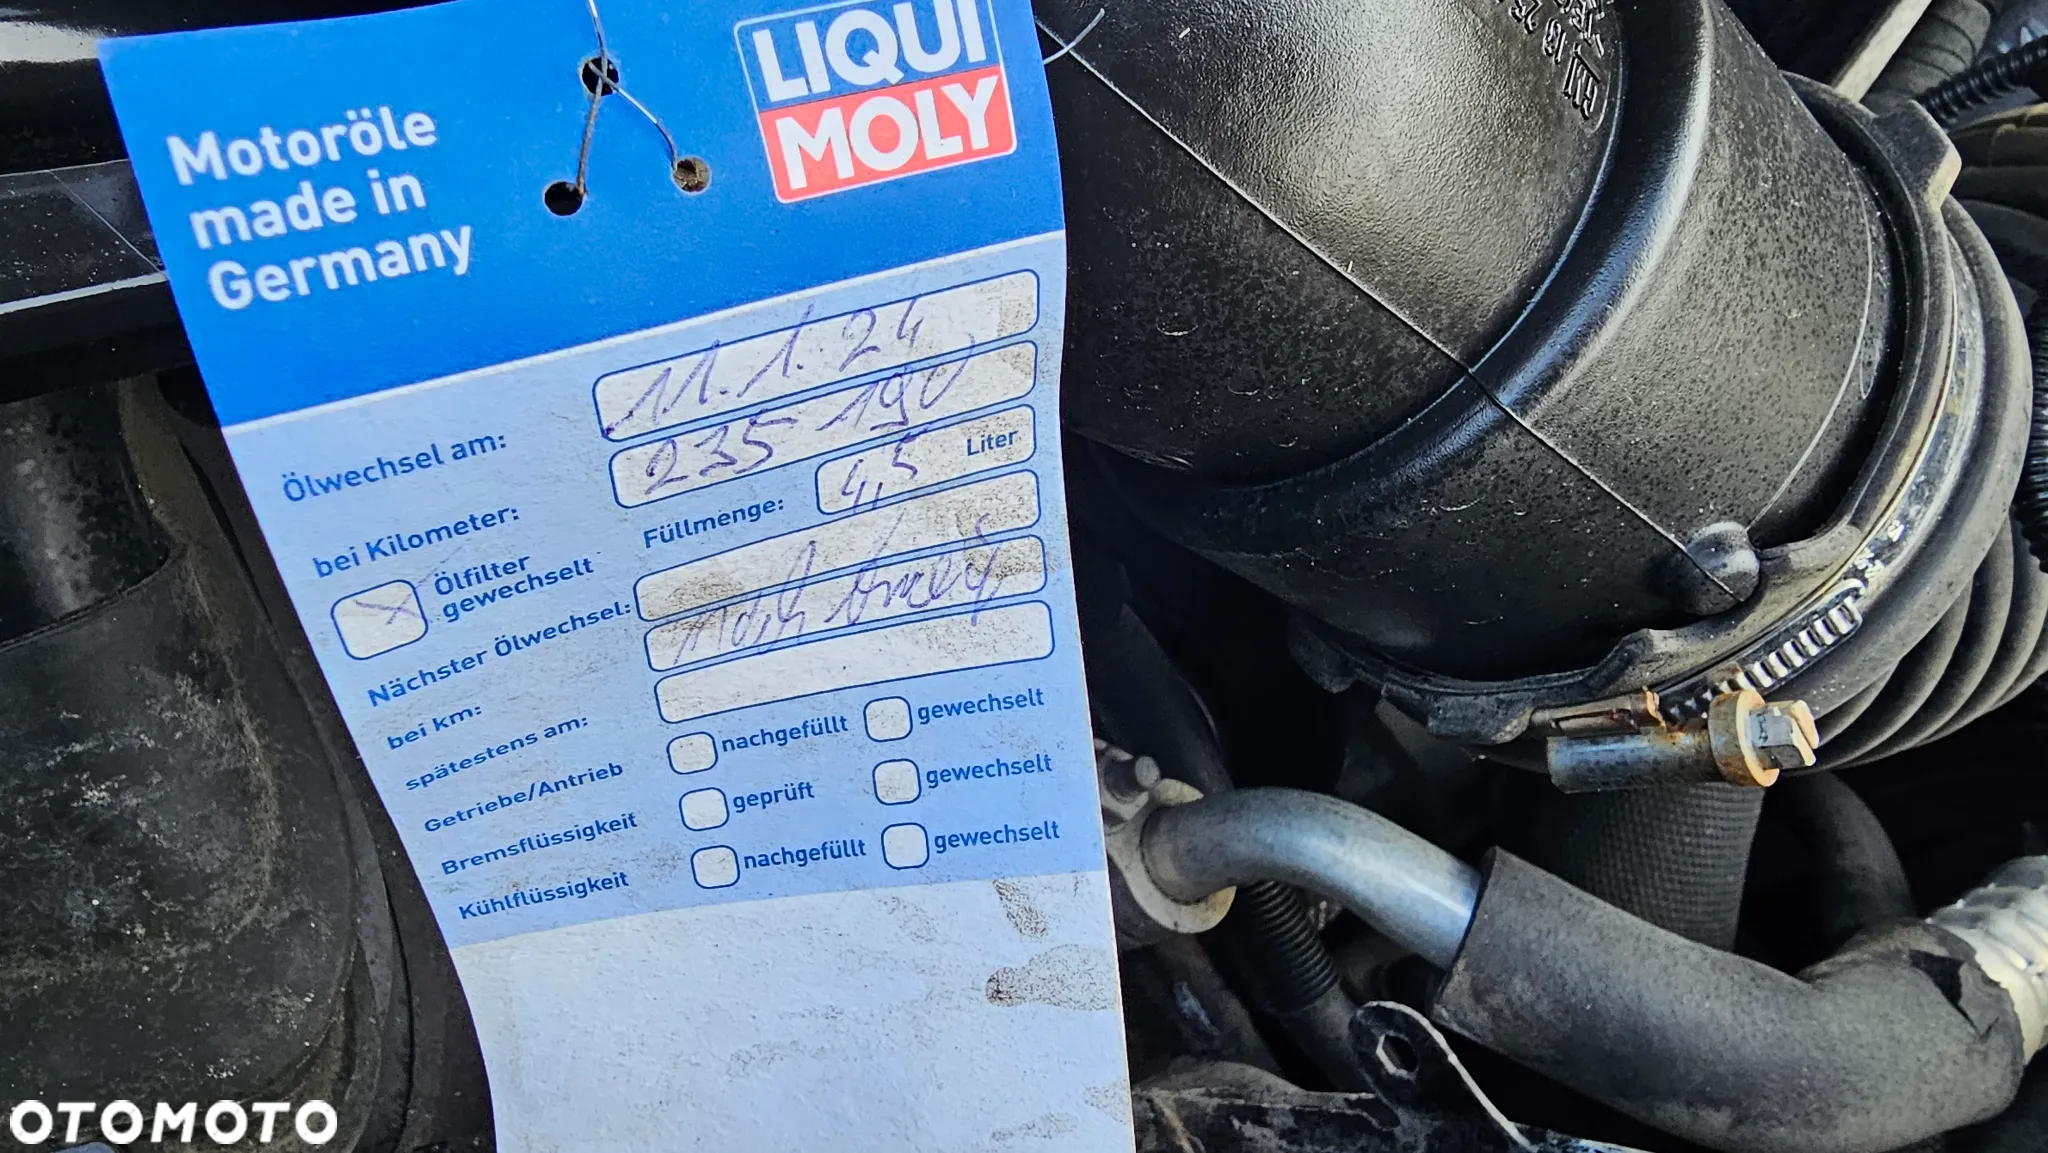 LIQUI
MOLY
Motoröle
made in
Germany
Ölwechsel am: 11.1.24
bei Kilometer: 235 190
Füllmenge: 4,5 Liter
Ölfilter
gewechselt
Nächster Ölwechsel:
bei km:
spätestens am:
Getriebe/Antrieb nachgefüllt gewechselt
Bremsflüssigkeit geprüft gewechselt
Kühlflüssigkeit nachgefüllt gewechselt
GM
OTOMOTO